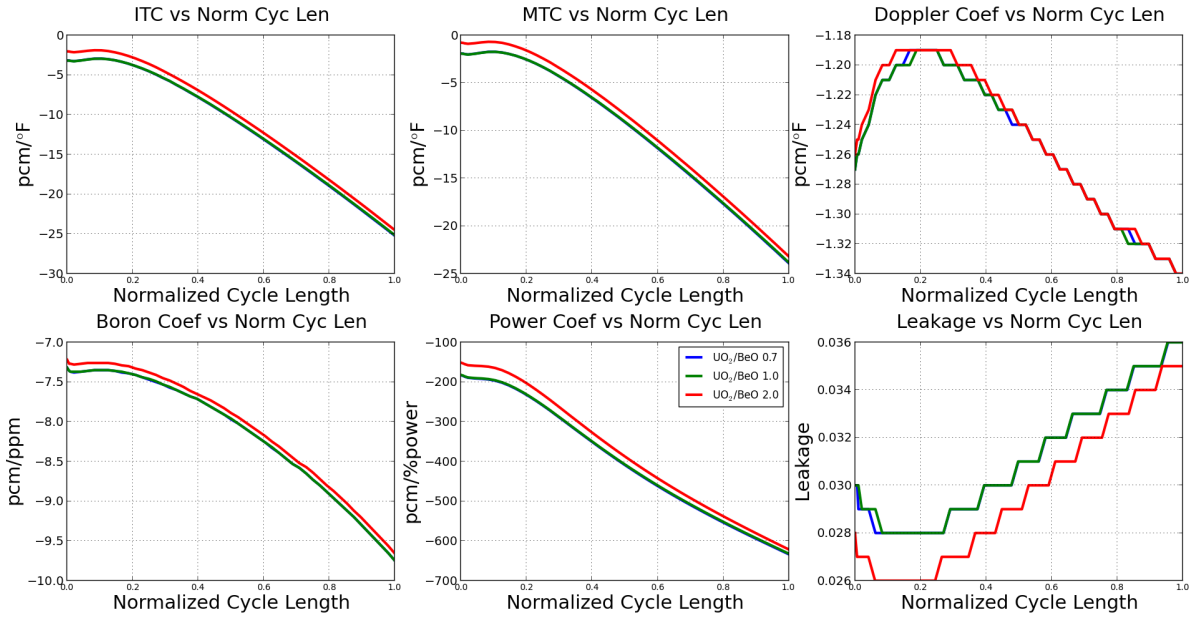 ITC vs Norm Cyc Len
MTC vs Norm Cyc Len
Doppler Coef vs Norm Cyc Len
pcm/°F
0
−5
−10
−15
−20
−25
−30
0.0 0.2 0.4 0.6 0.8 1.0
Normalized Cycle Length
pcm/°F
0
−5
−10
−15
−20
−25
0.0 0.2 0.4 0.6 0.8 1.0
Normalized Cycle Length
pcm/°F
−1.18
−1.20
−1.22
−1.24
−1.26
−1.28
−1.30
−1.32
−1.34
0.0 0.2 0.4 0.6 0.8 1.0
Normalized Cycle Length
Boron Coef vs Norm Cyc Len
Power Coef vs Norm Cyc Len
Leakage vs Norm Cyc Len
pcm/ppm
−7.0
−7.5
−8.0
−8.5
−9.0
−9.5
−10.0
0.0 0.2 0.4 0.6 0.8 1.0
Normalized Cycle Length
pcm/%power
−100
−200
−300
−400
−500
−600
−700
UO₂/BeO 0.7
UO₂/BeO 1.0
UO₂/BeO 2.0
0.0 0.2 0.4 0.6 0.8 1.0
Normalized Cycle Length
Leakage
0.036
0.034
0.032
0.030
0.028
0.026
0.0 0.2 0.4 0.6 0.8 1.0
Normalized Cycle Length